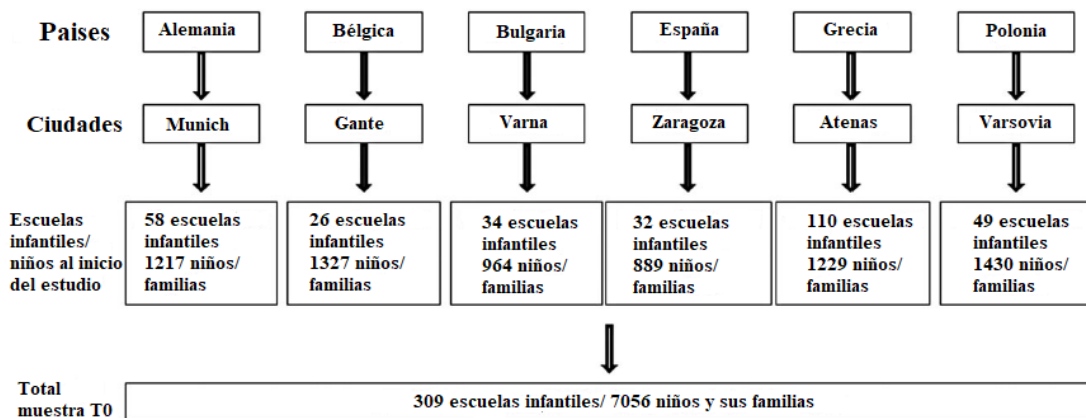 Paises
Alemania
Bélgica
Bulgaria
España
Grecia
Polonia
Ciudades
Munich
Gante
Varna
Zaragoza
Atenas
Varsovia
Escuelas
infantiles/
niños al inicio
del estudio
58 escuelas
infantiles
1217 niños/
familias
26 escuelas
infantiles
1327 niños/
familias
34 escuelas
infantiles
964 niños/
familias
32 escuelas
infantiles
889 niños/
familias
110 escuelas
infantiles
1229 niños/
familias
49 escuelas
infantiles
1430 niños/
familias
Total
muestra T0
309 escuelas infantiles/ 7056 niños y sus familias